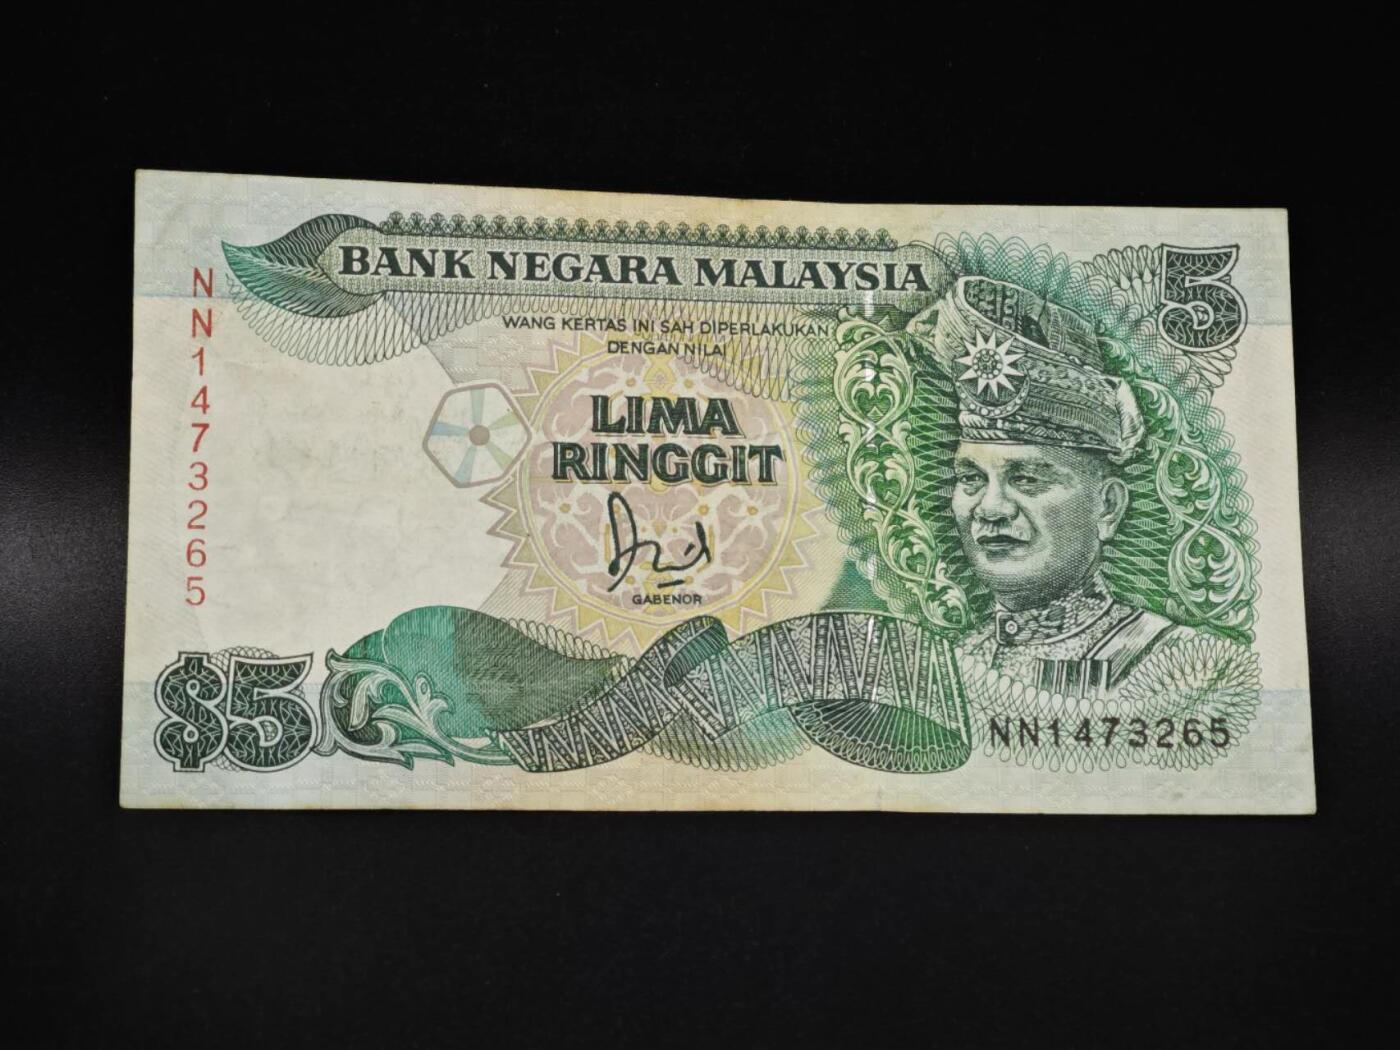 BANK NEGARA MALAYSIA
5
WANG KERTAS INI SAH DIPERLAKUKAN
DENGAN NILAI
LIMA
RINGGIT
GABENOR
NN1473265
$5
NN1473265